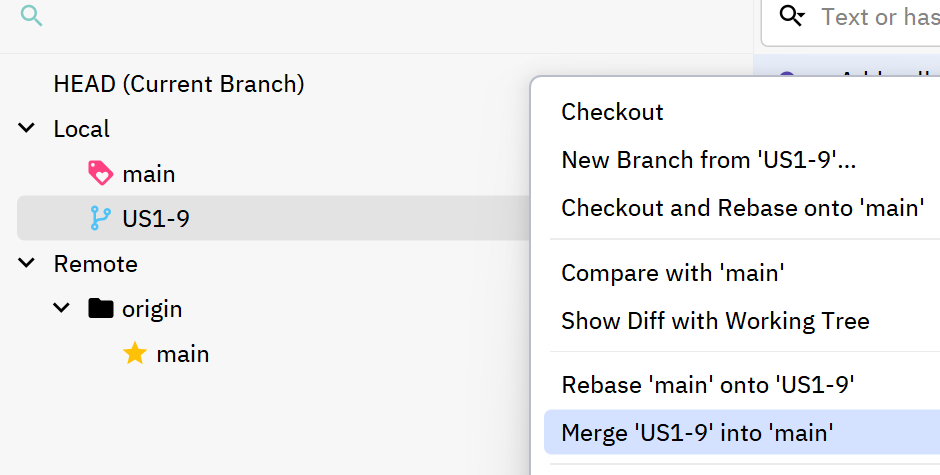 Text or has
HEAD (Current Branch)
Local
main
US1-9
Remote
origin
main
Checkout
New Branch from 'US1-9'...
Checkout and Rebase onto 'main'
Compare with 'main'
Show Diff with Working Tree
Rebase 'main' onto 'US1-9'
Merge 'US1-9' into 'main'